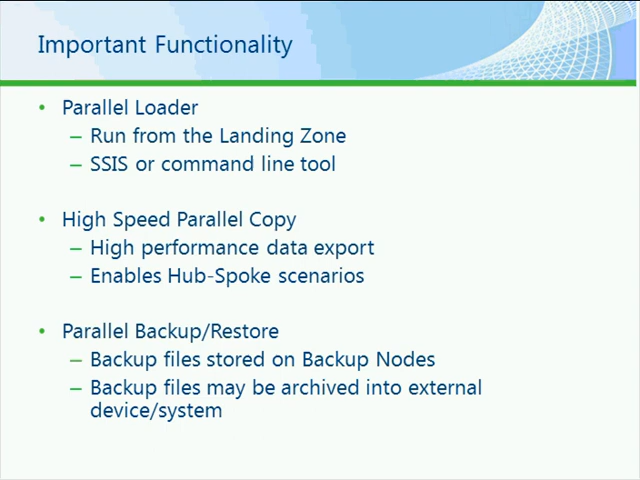 Important Functionality
• Parallel Loader
– Run from the Landing Zone
– SSIS or command line tool
• High Speed Parallel Copy
– High performance data export
– Enables Hub-Spoke scenarios
• Parallel Backup/Restore
– Backup files stored on Backup Nodes
– Backup files may be archived into external
device/system